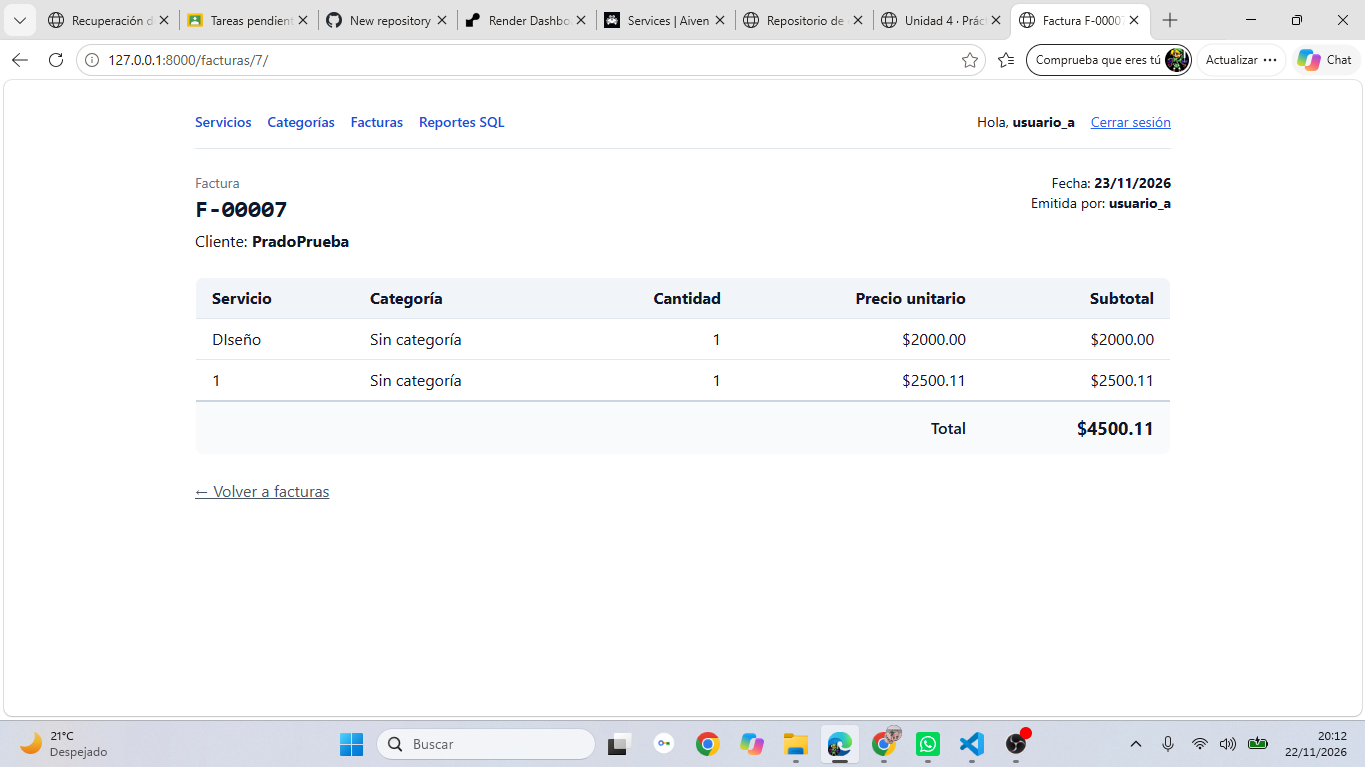 Recuperación d
Tareas pendient
New repository
Render Dashbo
Services | Aiven
Repositorio de
Unidad 4 · Prác
Factura F-0000
127.0.0.1:8000/facturas/7/
Comprueba que eres tú
Actualizar
Chat
Servicios Categorías Facturas Reportes SQL
Hola, usuario_a Cerrar sesión
Factura
F-00007
Cliente: PradoPrueba
Fecha: 23/11/2026
Emitida por: usuario_a
Servicio Categoría Cantidad Precio unitario Subtotal
DIseño Sin categoría 1 $2000.00 $2000.00
1 Sin categoría 1 $2500.11 $2500.11
Total $4500.11
← Volver a facturas
21°C
Despejado
Buscar
20:12
22/11/2026